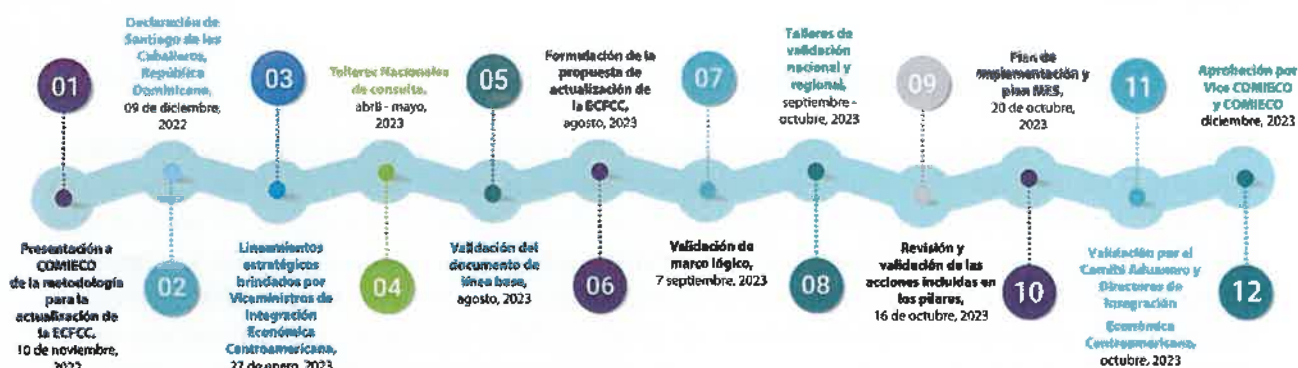 01
Presentación a
COMIECO
de la metodología
para la
actualización de
la ECFCC,
10 de noviembre,
2022
Declaración de
Santiago de los
Caballeros,
República
Dominicana,
09 de diciembre,
2022
02
03
Lineamientos
estratégicos
brindados por
Viceministros de
Integración
Económica
Centroamericana,
27 de enero, 2023
Talleres Nacionales
de consulta,
abril - mayo,
2023
04
05
Validación del
documento de
línea base,
agosto, 2023
Formulación de la
propuesta de
actualización de
la ECFCC,
agosto, 2023
06
07
Validación de
marco lógico,
7 septiembre, 2023
Talleres de
validación
nacional y
regional,
septiembre -
octubre, 2023
08
09
Revisión y
validación de las
acciones incluidas en
los pilares,
16 de octubre, 2023
Plan de
implementación y
plan MES,
20 de octubre,
2023
10
11
Validación por el
Comité Aduanero y
Directores de
Integración
Económica
Centroamericana,
octubre, 2023
Aprobación por
Vice COMIECO
y COMIECO
diciembre, 2023
12